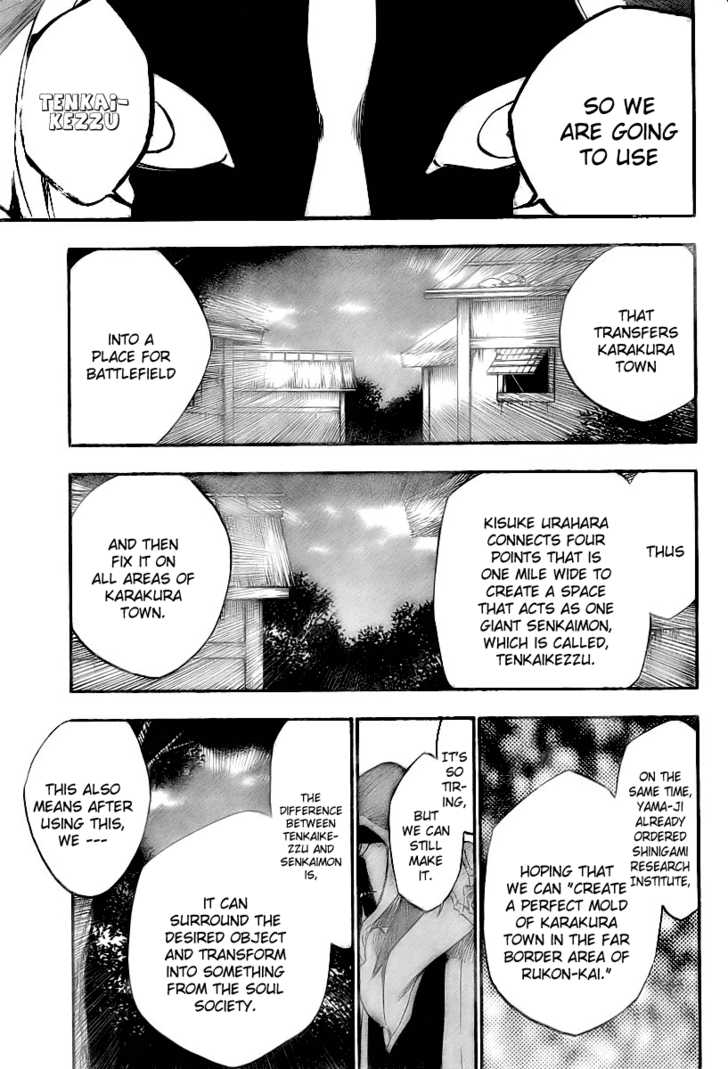 SO WE
ARE GOING
TO USE
TENKAI-
KEZZU
THAT
TRANSFERS
KARAKURA
TOWN
INTO A
PLACE FOR
BATTLEFIELD
THUS
KISUKE URAHARA
CONNECTS FOUR
POINTS THAT IS
ONE MILE WIDE TO
CREATE A SPACE
THAT ACTS AS ONE
GIANT SENKAIMON,
WHICH IS CALLED,
TENKAIKEZZU.
AND THEN
FIX IT ON
ALL AREAS OF
KARAKURA
TOWN.
ON THE
SAME TIME,
YAMA-JI
ALREADY
ORDERED
SHINIGAMI
RESEARCH
INSTITUTE,
HOPING THAT
WE CAN "CREATE
A PERFECT MOLD
OF KARAKURA
TOWN IN THE FAR
BORDER AREA OF
RUKON-KAI."
IT'S
SO
TIR-
ING,
BUT
WE CAN
STILL
MAKE
IT.
THE
DIFFERENCE
BETWEEN
TENKAIKE-
ZZU AND
SENKAIMON
IS,
IT CAN
SURROUND THE
DESIRED OBJECT
AND TRANSFORM
INTO SOMETHING
FROM THE SOUL
SOCIETY.
THIS ALSO
MEANS AFTER
USING THIS,
WE ---